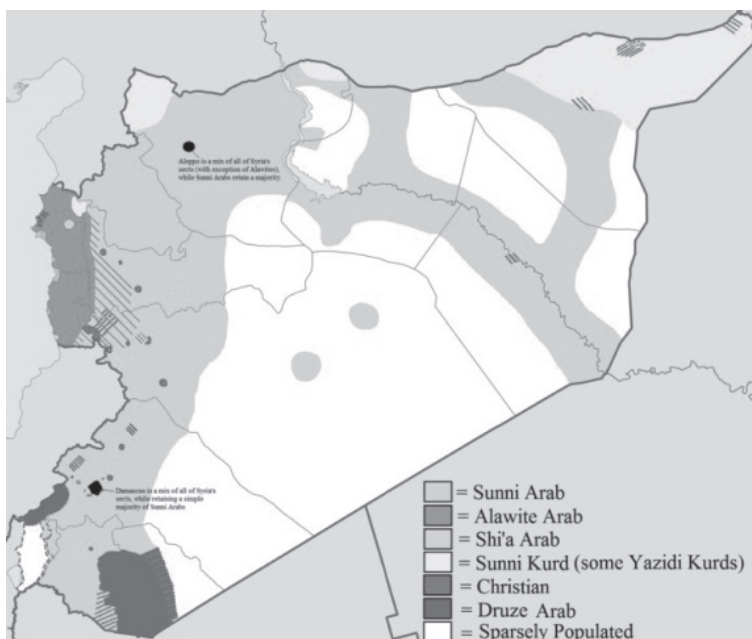 Aleppo is a mix of all of Syria's
sects (with exception of Alawites),
while Sunni Arabs retain a majority.
Damascus is a mix of all of Syria's
sects, while retaining a simple
majority of Sunni Arabs
= Sunni Arab
= Alawite Arab
= Shi'a Arab
= Sunni Kurd (some Yazidi Kurds)
= Christian
= Druze Arab
= Sparsely Populated